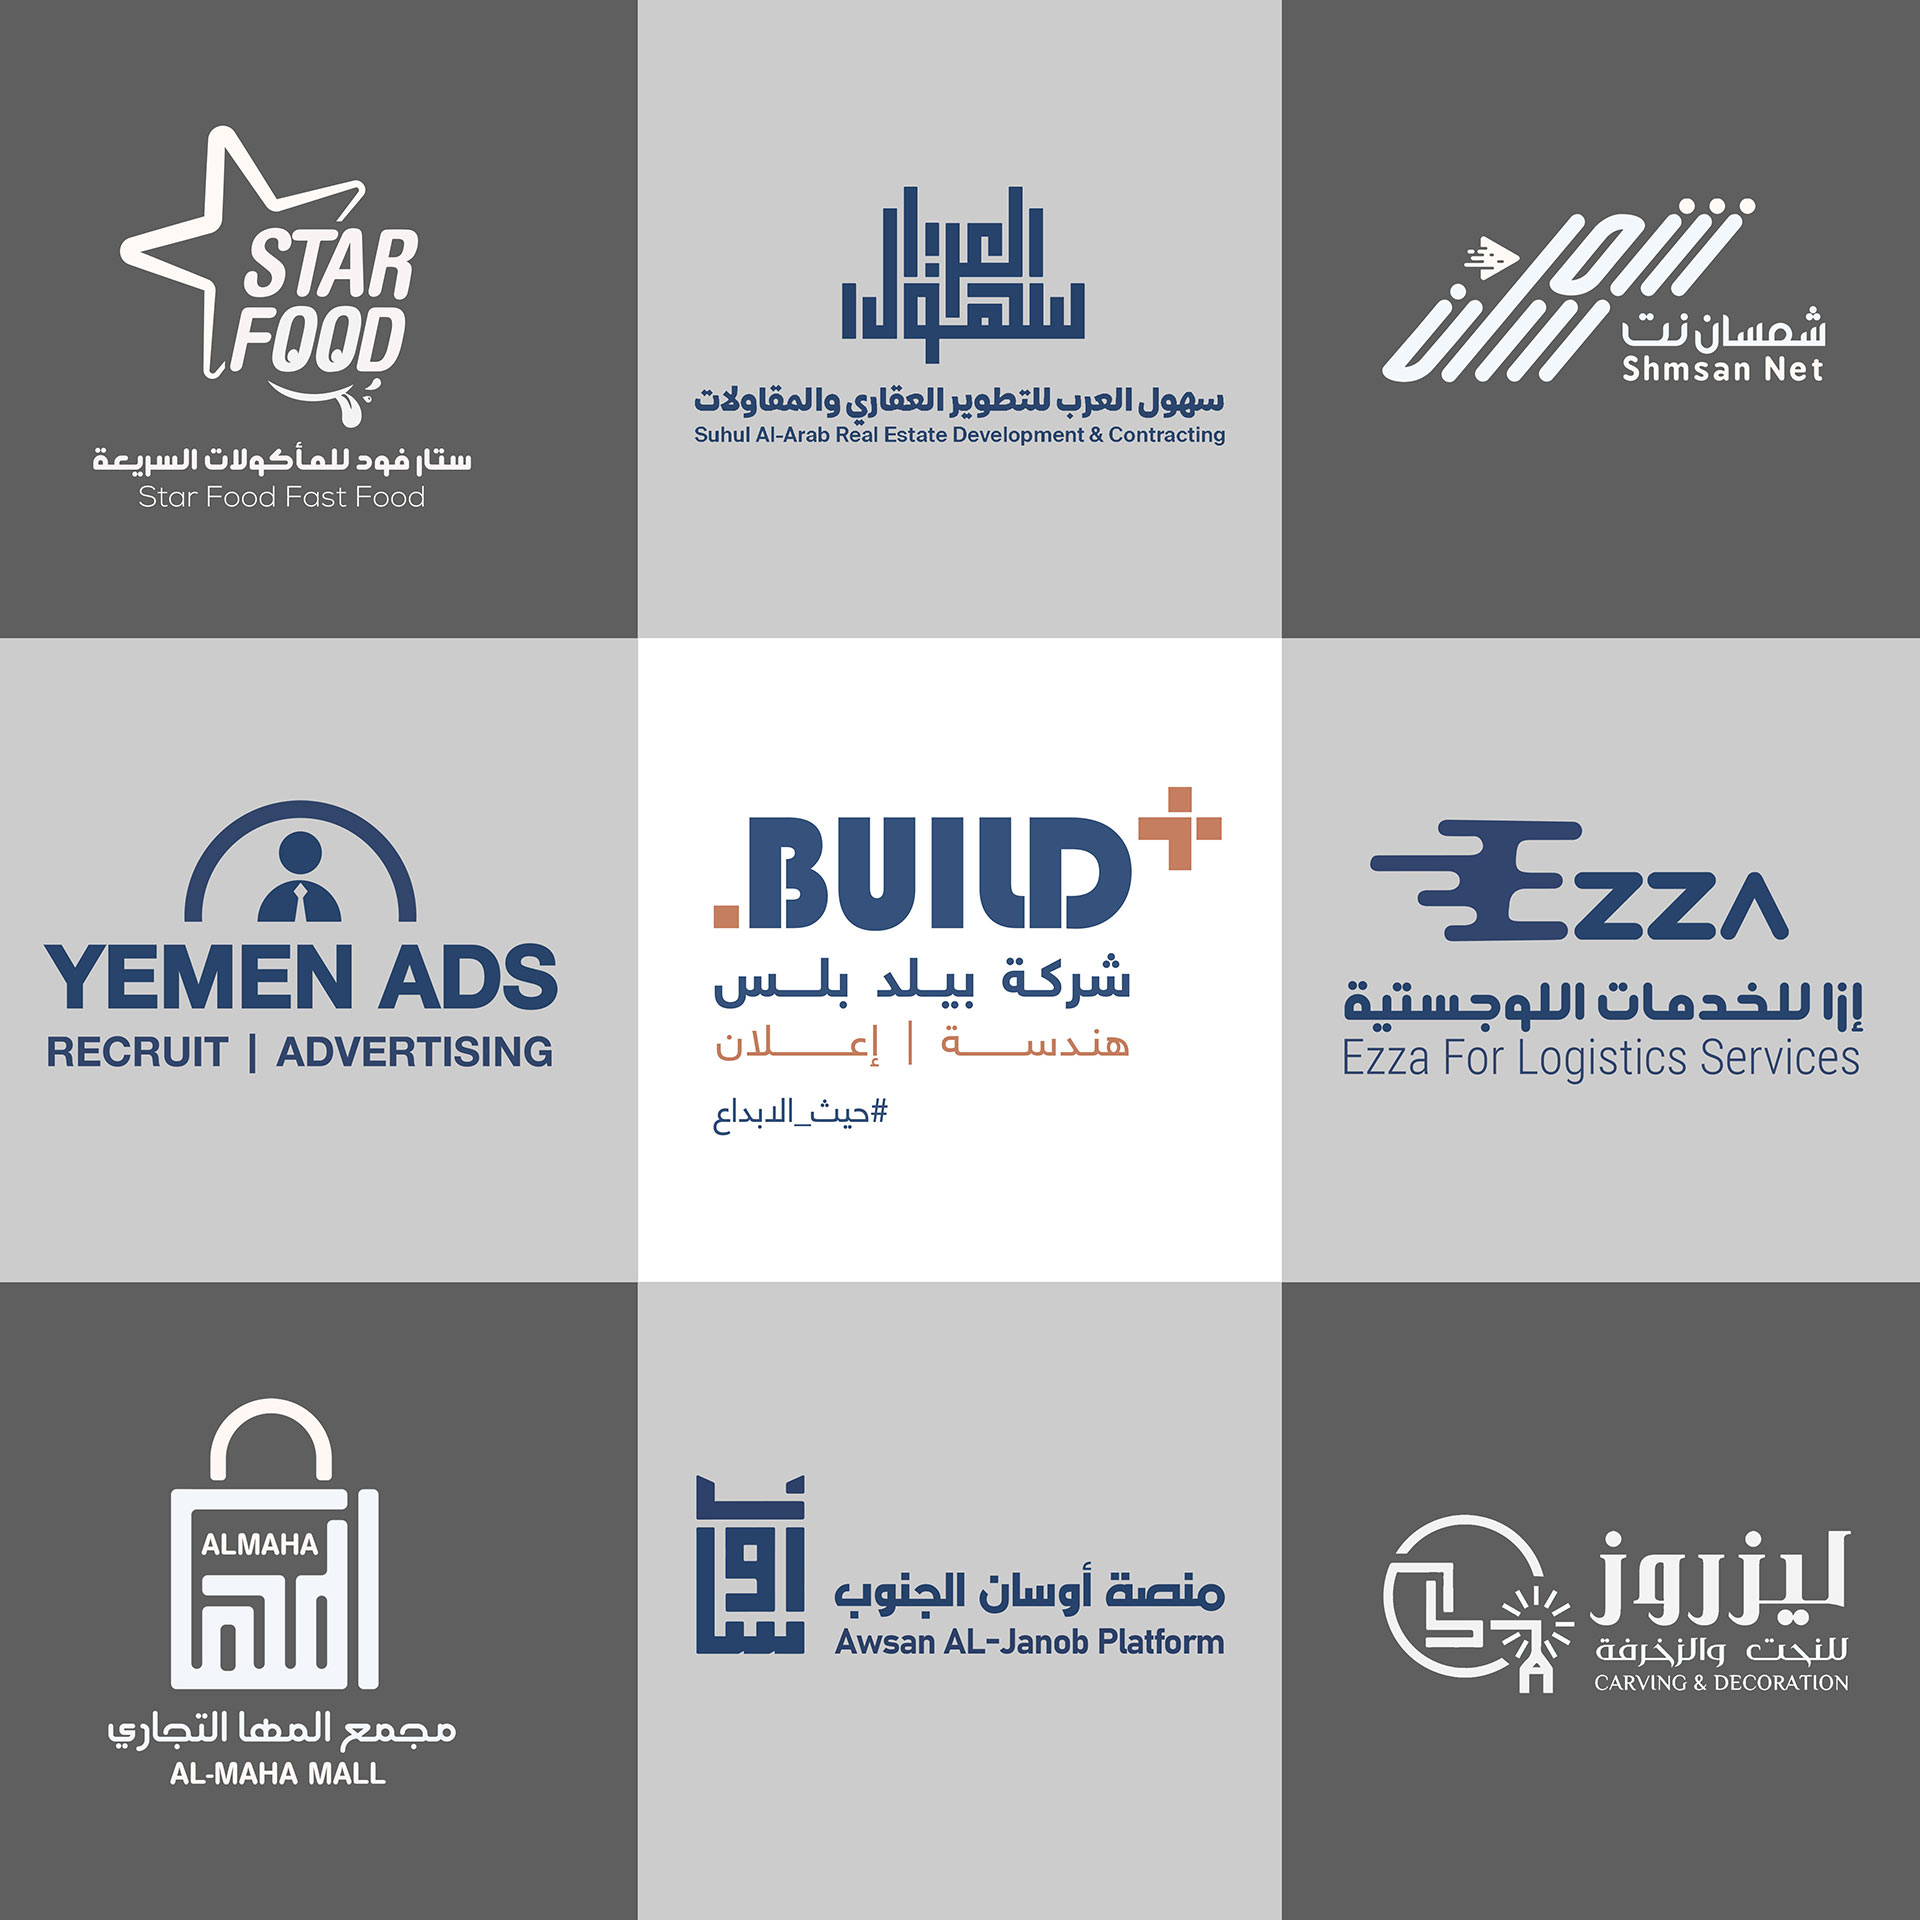 STAR
FOOD
ستار فود للمأكولات السريعة
Star Food Fast Food
العرب
سهول
سهول العرب للتطوير العقاري والمقاولات
Suhul Al-Arab Real Estate Development & Contracting
شمسان
شمسان نت
Shmsan Net
YEMEN ADS
RECRUIT | ADVERTISING
.BUILD+
شركة بيلد بلس
هندسة | إعلان
#حيث_الابداع
EZZA
إزا للخدمات اللوجستية
Ezza For Logistics Services
ALMAHA
المها
مجمع المها التجاري
AL-MAHA MALL
أوسان
منصة أوسان الجنوب
Awsan AL-Janob Platform
ليزروز
للنحت والزخرفة
CARVING & DECORATION